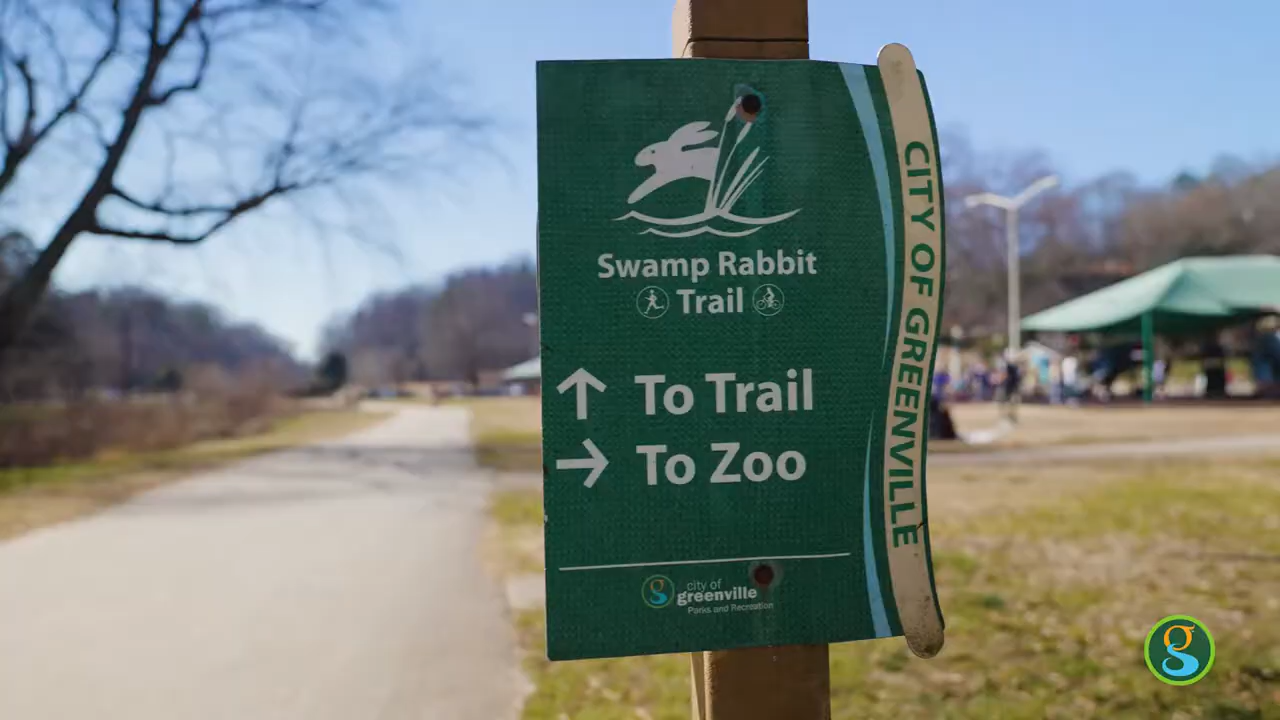 Swamp Rabbit
Trail
To Trail
To Zoo
city of
greenville
Parks and Recreation
CITY OF GREENVILLE
g